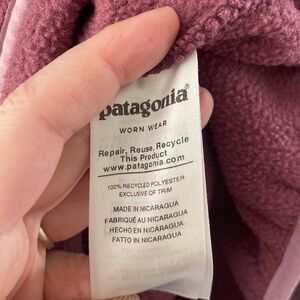 patagonia®
WORN WEAR
Repair, Reuse, Recycle
This Product
www.patagonia.com
100% RECYCLED POLYESTER
EXCLUSIVE OF TRIM
MADE IN NICARAGUA
FABRIQUÉ AU NICARAGUA
HECHO EN NICARAGUA
FATTO IN NICARAGUA